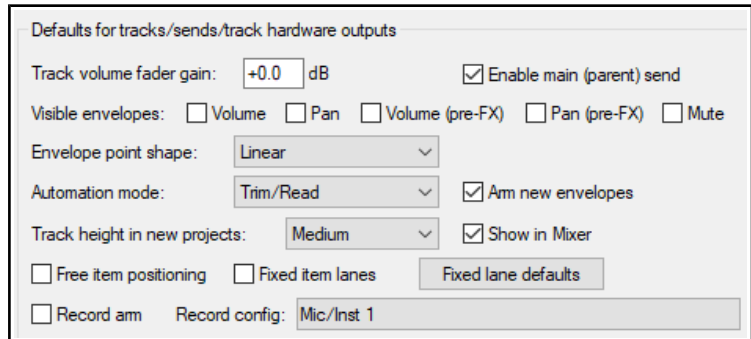 Defaults for tracks/sends/track hardware outputs
Track volume fader gain: +0.0 dB Enable main (parent) send
Visible envelopes: Volume Pan Volume (pre-FX) Pan (pre-FX) Mute
Envelope point shape: Linear
Automation mode: Trim/Read Arm new envelopes
Track height in new projects: Medium Show in Mixer
Free item positioning Fixed item lanes Fixed lane defaults
Record arm Record config: Mic/Inst 1